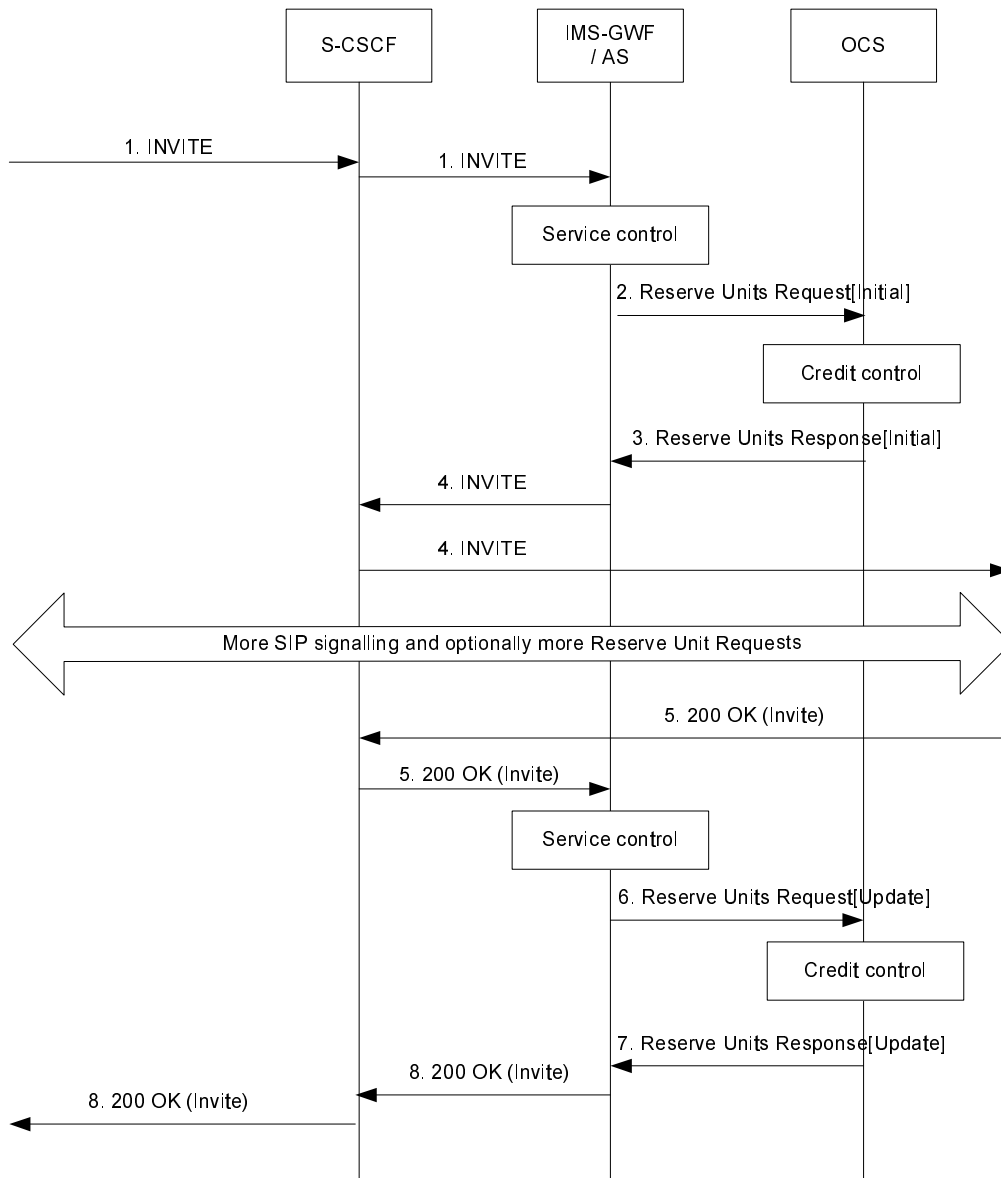 S-CSCF
IMS-GWF
/ AS
OCS
1. INVITE
1. INVITE
Service control
2. Reserve Units Request[Initial]
Credit control
3. Reserve Units Response[Initial]
4. INVITE
4. INVITE
More SIP signalling and optionally more Reserve Unit Requests
5. 200 OK (Invite)
5. 200 OK (Invite)
Service control
6. Reserve Units Request[Update]
Credit control
7. Reserve Units Response[Update]
8. 200 OK (Invite)
8. 200 OK (Invite)